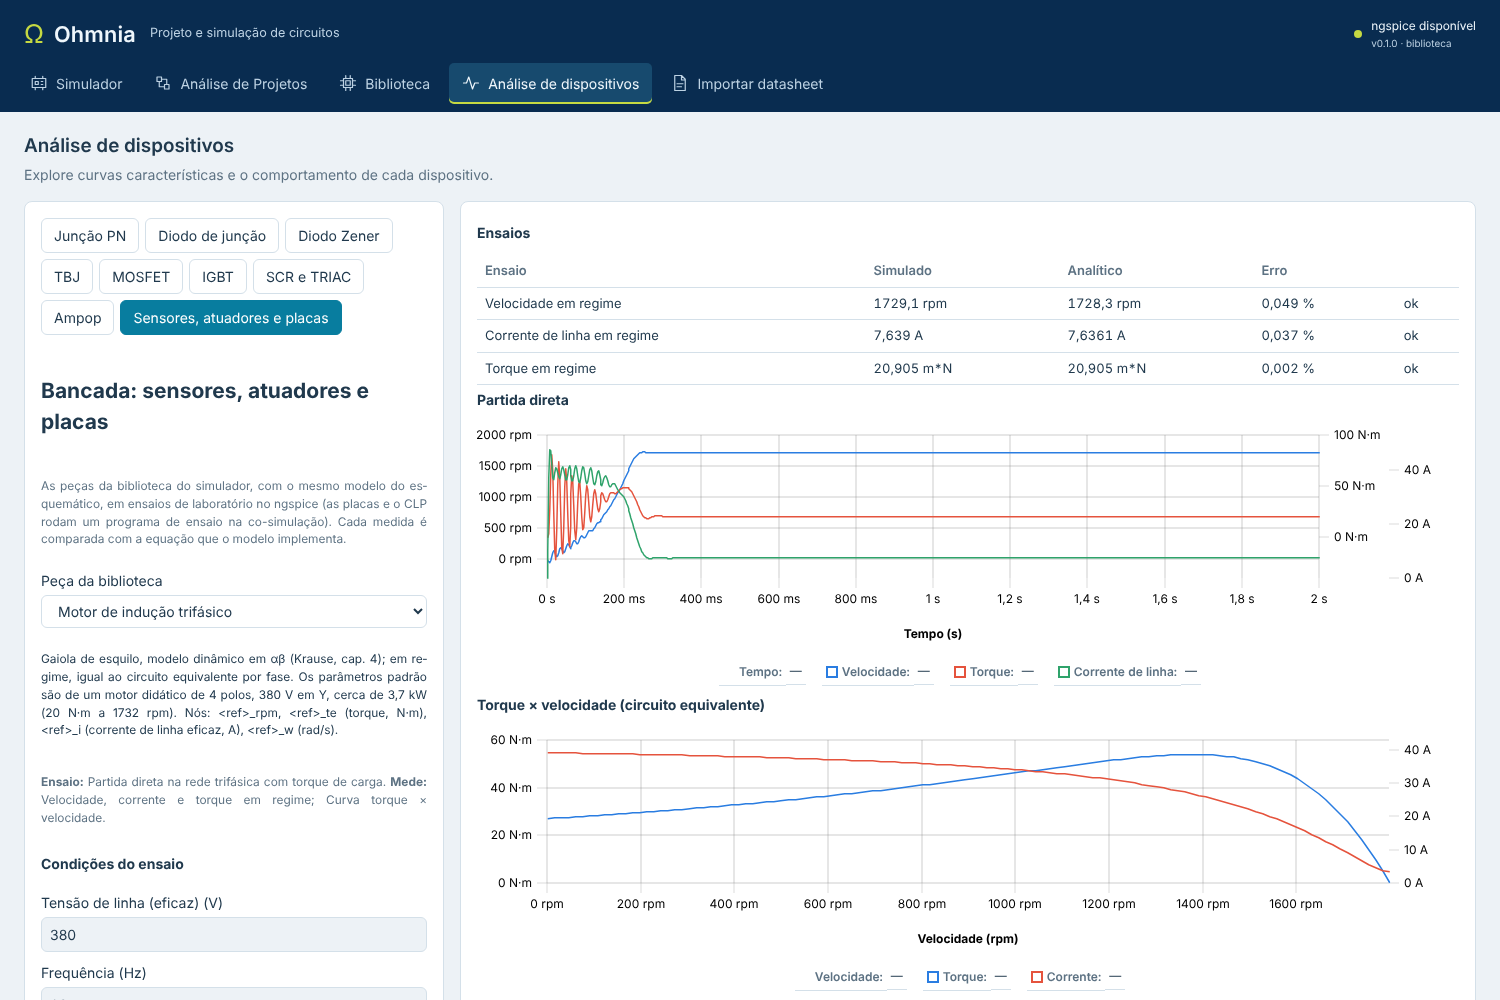 Ω Ohmnia Projeto e simulação de circuitos
ngspice disponível
v0.1.0 · biblioteca
Simulador Análise de Projetos Biblioteca Análise de dispositivos Importar datasheet
Análise de dispositivos
Explore curvas características e o comportamento de cada dispositivo.
Junção PN Diodo de junção Diodo Zener
TBJ MOSFET IGBT SCR e TRIAC
Ampop Sensores, atuadores e placas
Bancada: sensores, atuadores e
placas
As peças da biblioteca do simulador, com o mesmo modelo do es-
quemático, em ensaios de laboratório no ngspice (as placas e o CLP
rodam um programa de ensaio na co-simulação). Cada medida é
comparada com a equação que o modelo implementa.
Peça da biblioteca
Motor de indução trifásico
Gaiola de esquilo, modelo dinâmico em αβ (Krause, cap. 4); em re-
gime, igual ao circuito equivalente por fase. Os parâmetros padrão
são de um motor didático de 4 polos, 380 V em Y, cerca de 3,7 kW
(20 N·m a 1732 rpm). Nós: <ref>_rpm, <ref>_te (torque, N·m),
<ref>_i (corrente de linha eficaz, A), <ref>_w (rad/s).
Ensaio: Partida direta na rede trifásica com torque de carga. Mede:
Velocidade, corrente e torque em regime; Curva torque ×
velocidade.
Condições do ensaio
Tensão de linha (eficaz) (V)
380
Frequência (Hz)
Ensaios
Ensaio Simulado Analítico Erro
Velocidade em regime 1729,1 rpm 1728,3 rpm 0,049 % ok
Corrente de linha em regime 7,639 A 7,6361 A 0,037 % ok
Torque em regime 20,905 m*N 20,905 m*N 0,002 % ok
Partida direta
2000 rpm 100 N·m
1500 rpm 40 A
1000 rpm 50 N·m
500 rpm 20 A
0 rpm 0 N·m
0 A
0 s 200 ms 400 ms 600 ms 800 ms 1 s 1,2 s 1,4 s 1,6 s 1,8 s 2 s
Tempo (s)
Tempo: — Velocidade: — Torque: — Corrente de linha: —
Torque × velocidade (circuito equivalente)
60 N·m 40 A
40 N·m 30 A
20 N·m 20 A
10 A
0 N·m 0 A
0 rpm 200 rpm 400 rpm 600 rpm 800 rpm 1000 rpm 1200 rpm 1400 rpm 1600 rpm
Velocidade (rpm)
Velocidade: — Torque: — Corrente: —